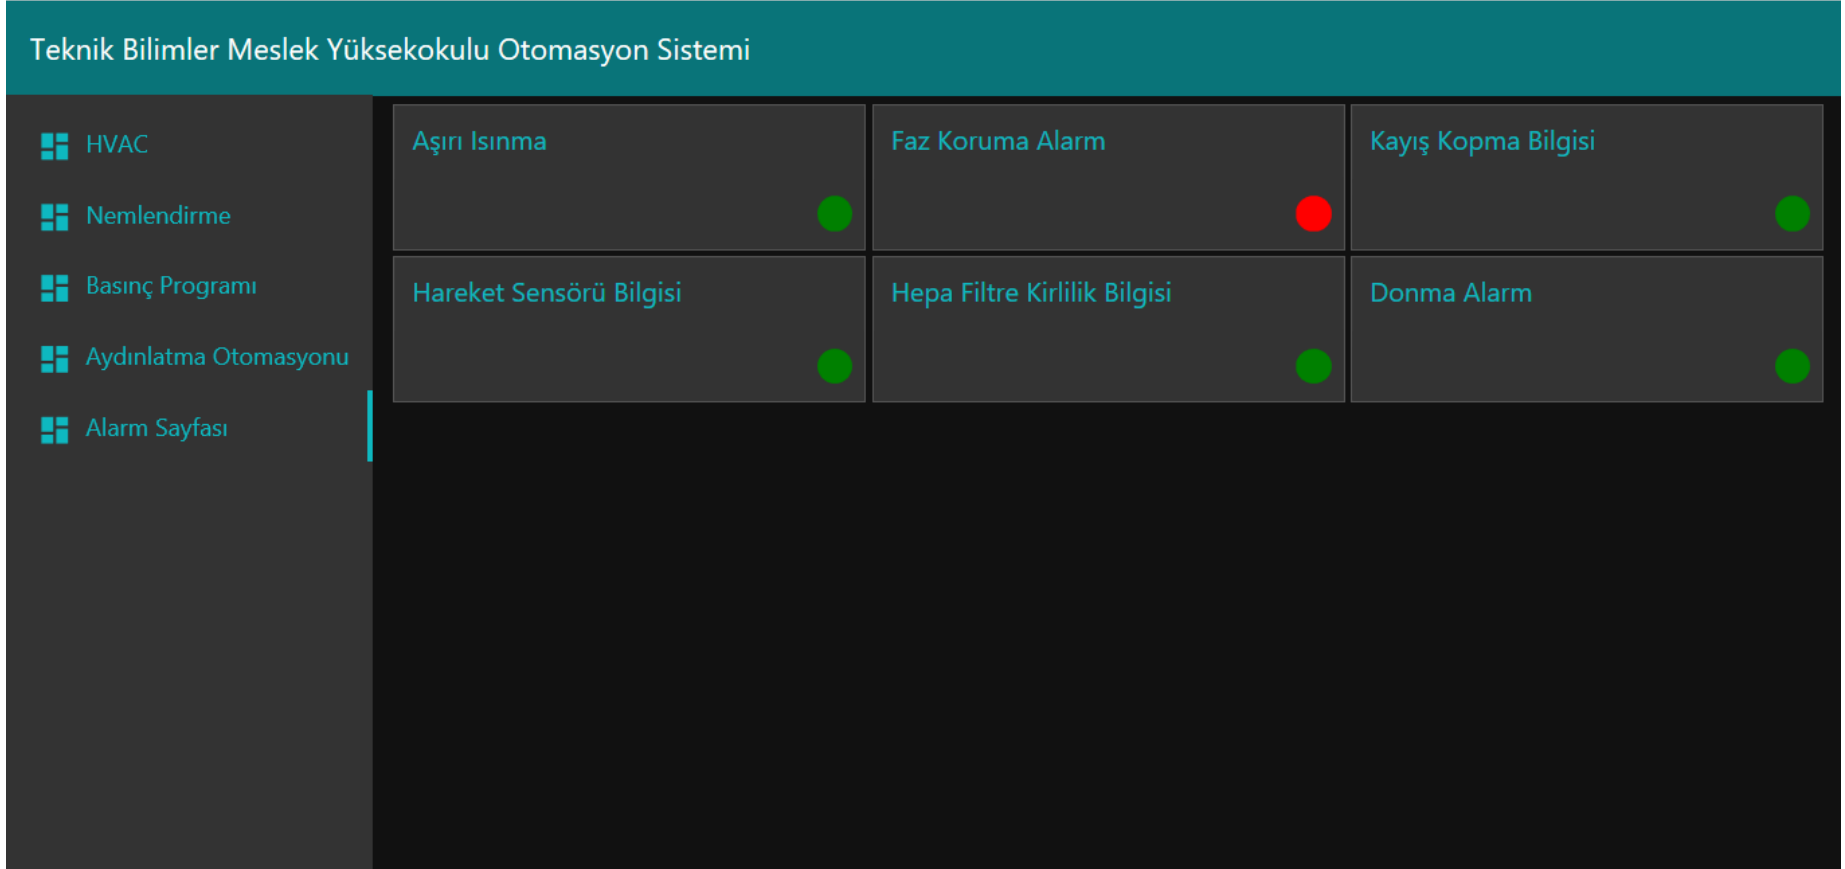 Teknik Bilimler Meslek Yüksekokulu Otomasyon Sistemi
HVAC
Nemlendirme
Basınç Programı
Aydınlatma Otomasyonu
Alarm Sayfası
Aşırı Isınma
Faz Koruma Alarm
Kayış Kopma Bilgisi
Hareket Sensörü Bilgisi
Hepa Filtre Kirlilik Bilgisi
Donma Alarm